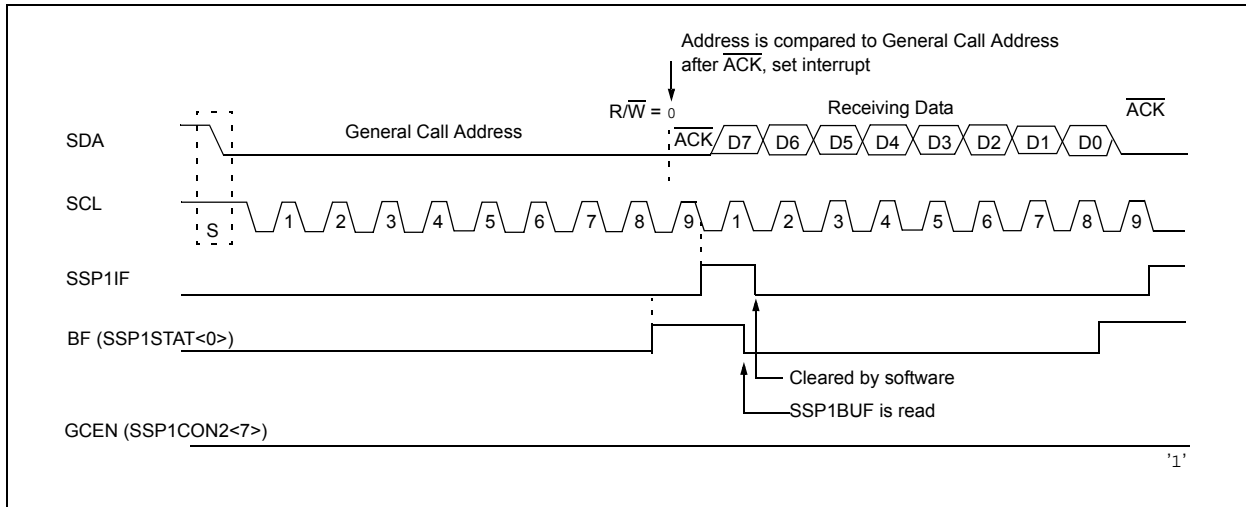 Address is compared to General Call Address
after ACK, set interrupt
R/W = 0
Receiving Data
ACK
SDA
General Call Address
ACK
D7 D6 D5 D4 D3 D2 D1 D0
SCL
S
1 2 3 4 5 6 7 8 9 1 2 3 4 5 6 7 8 9
SSP1IF
BF (SSP1STAT<0>)
Cleared by software
SSP1BUF is read
GCEN (SSP1CON2<7>)
'1'